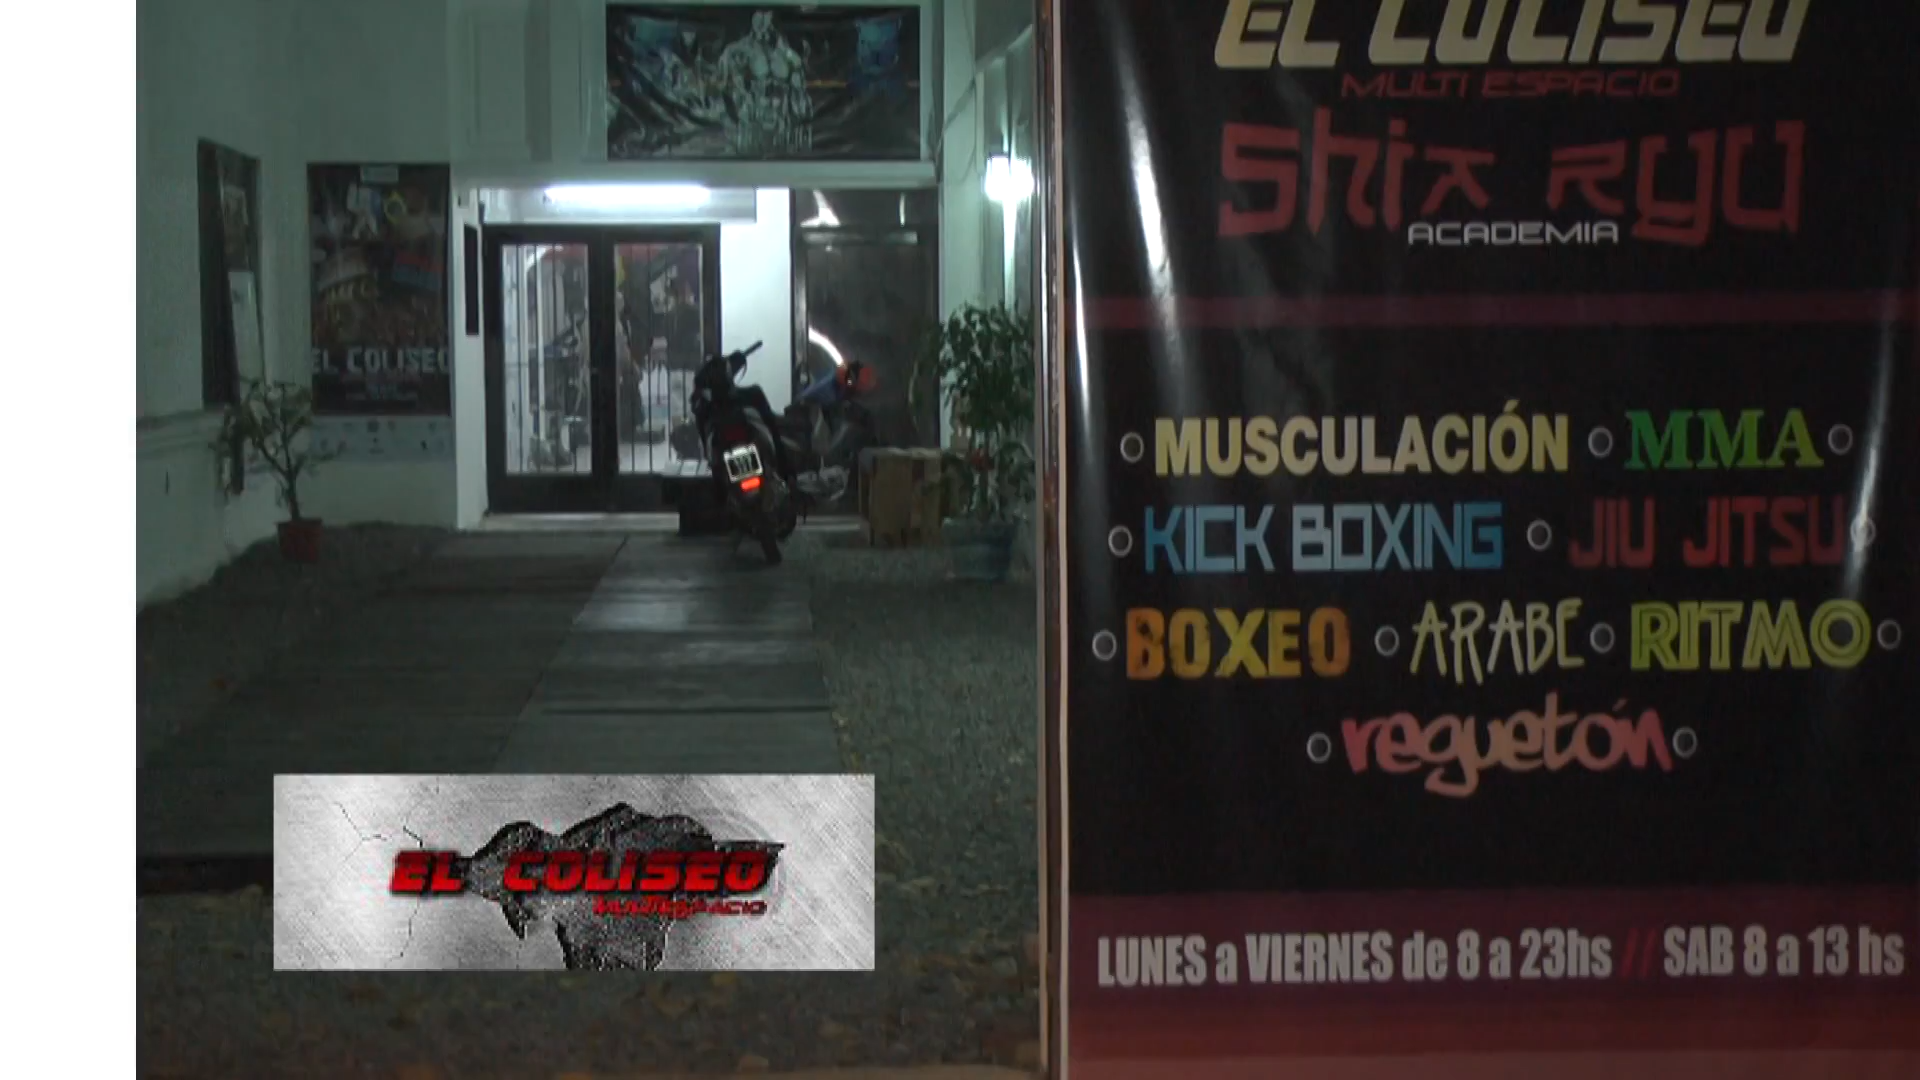 EL COLISEO
MULTI ESPACIO
Shix RYU
ACADEMIA
MUSCULACIÓN MMA
KICK BOXING JIU JITSU
BOXEO ARABE RITMO
reguetón
LUNES a VIERNES de 8 a 23hs // SAB 8 a 13 hs
EL COLISEO
EL COLISEO
MULTIESPACIO